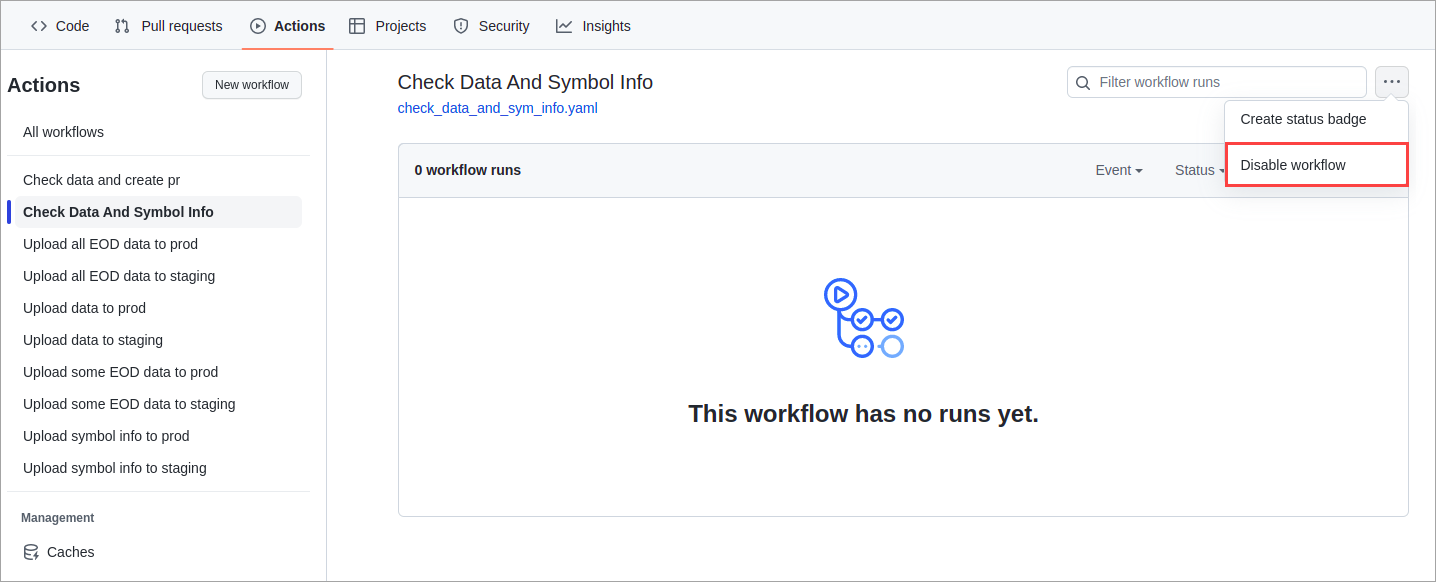 Code
Pull requests
Actions
Projects
Security
Insights
Actions
New workflow
All workflows
Check data and create pr
Check Data And Symbol Info
Upload all EOD data to prod
Upload all EOD data to staging
Upload data to prod
Upload data to staging
Upload some EOD data to prod
Upload some EOD data to staging
Upload symbol info to prod
Upload symbol info to staging
Management
Caches
Check Data And Symbol Info
check_data_and_sym_info.yaml
Filter workflow runs
Create status badge
Disable workflow
0 workflow runs
Event
Status
This workflow has no runs yet.